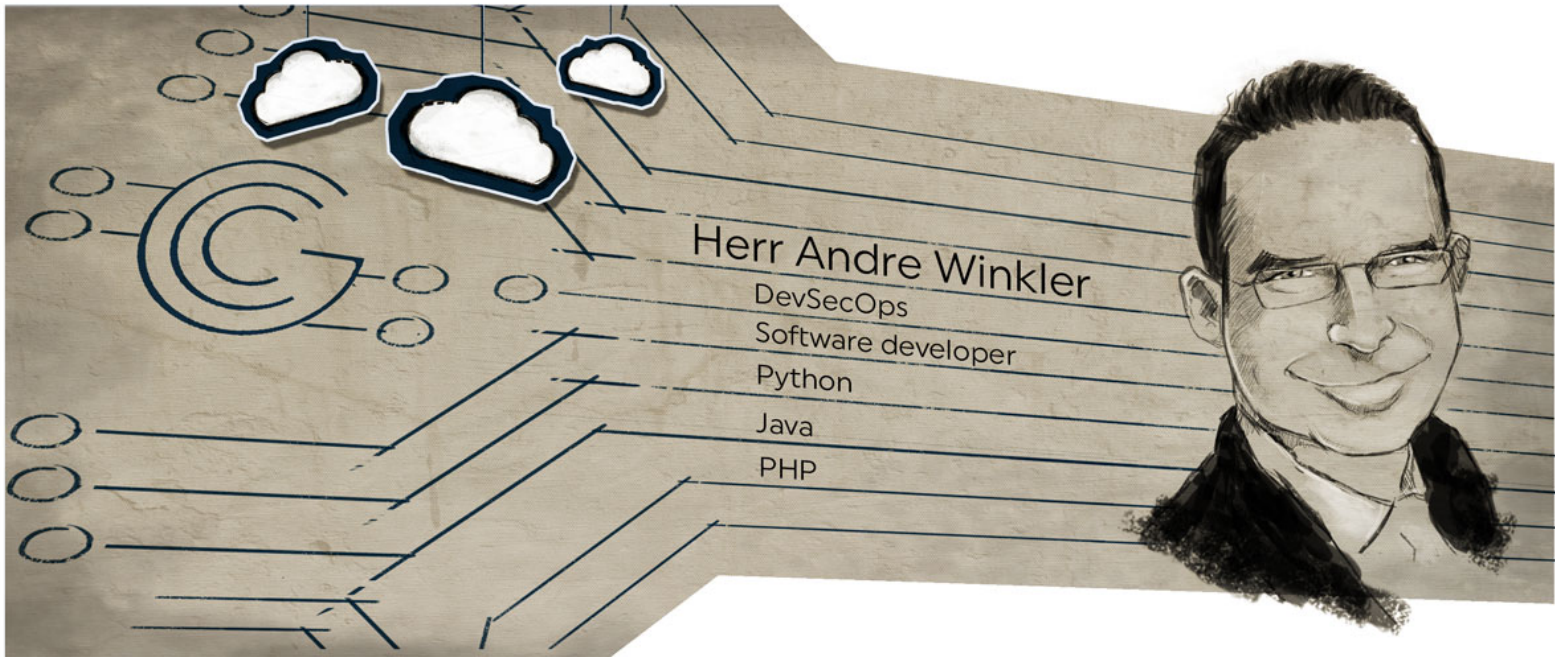 Herr Andre Winkler
DevSecOps
Software developer
Python
Java
PHP